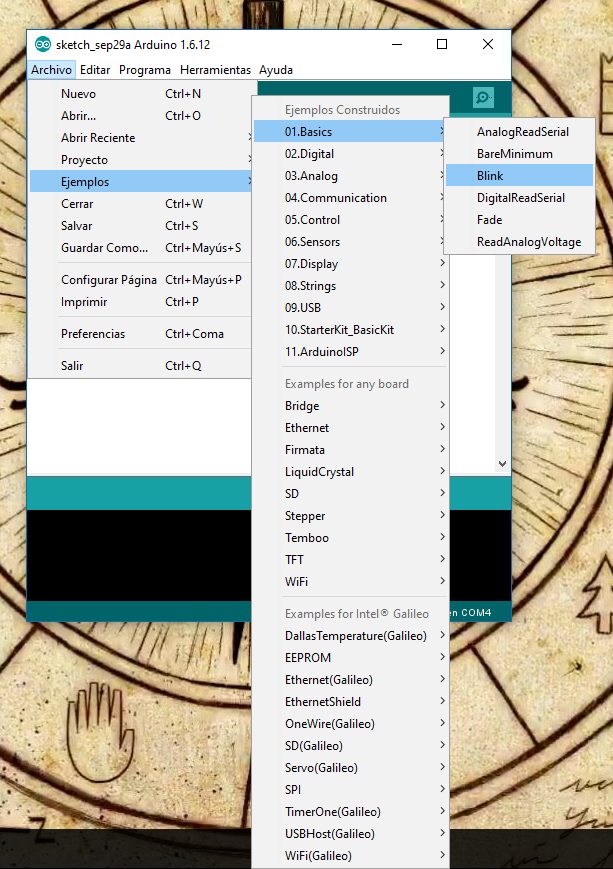 sketch_sep29a Arduino 1.6.12
Archivo Editar Programa Herramientas Ayuda
Nuevo Ctrl+N
Abrir... Ctrl+O
Abrir Reciente
Proyecto
Ejemplos
Cerrar Ctrl+W
Salvar Ctrl+S
Guardar Como... Ctrl+Mayús+S
Configurar Página Ctrl+Mayús+P
Imprimir Ctrl+P
Preferencias Ctrl+Coma
Salir Ctrl+Q
Ejemplos Construidos
01.Basics
02.Digital
03.Analog
04.Communication
05.Control
06.Sensors
07.Display
08.Strings
09.USB
10.StarterKit_BasicKit
11.ArduinoISP
Examples for any board
Bridge
Ethernet
Firmata
LiquidCrystal
SD
Stepper
Temboo
TFT
WiFi
Examples for Intel® Galileo
DallasTemperature(Galileo)
EEPROM
Ethernet(Galileo)
EthernetShield
OneWire(Galileo)
SD(Galileo)
Servo(Galileo)
SPI
TimerOne(Galileo)
USBHost(Galileo)
WiFi(Galileo)
AnalogReadSerial
BareMinimum
Blink
DigitalReadSerial
Fade
ReadAnalogVoltage
en COM4
Z